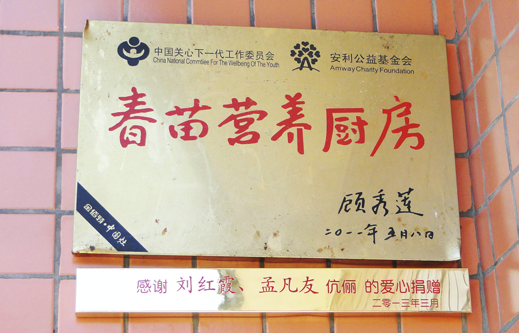 中国关心下一代工作委员会
China National Committee For The Wellbeing Of The Youth
安利公益基金会
Amway Charity Foundation
春苗营养厨房
顾秀莲
二〇一一年五月八日
感谢 刘红霞、孟凡友 伉俪 的爱心捐赠
二零一三年三月